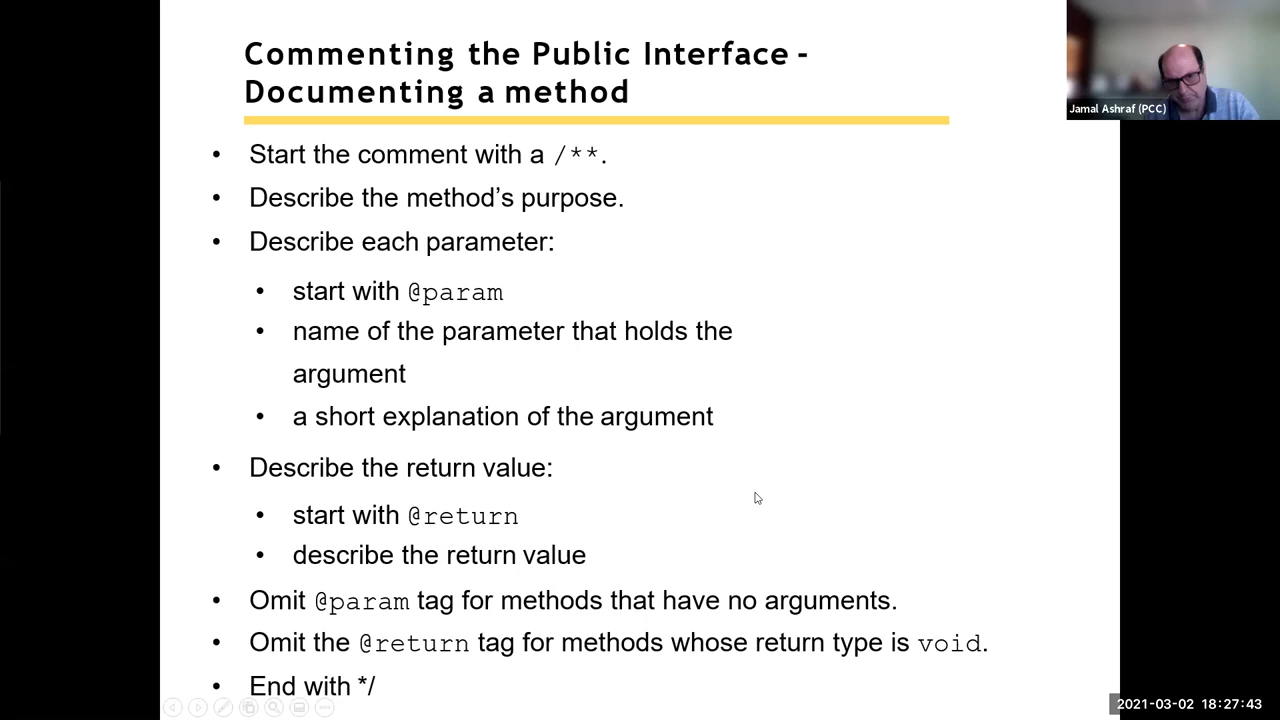 Commenting the Public Interface -
Documenting a method
Jamal Ashraf (PCC)
• Start the comment with a /**.
• Describe the method’s purpose.
• Describe each parameter:
• start with @param
• name of the parameter that holds the
argument
• a short explanation of the argument
• Describe the return value:
• start with @return
• describe the return value
• Omit @param tag for methods that have no arguments.
• Omit the @return tag for methods whose return type is void.
• End with */
2021-03-02 18:27:43